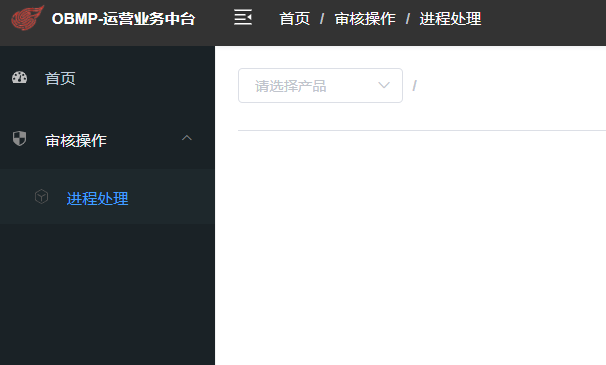 OBMP-运营业务中台
首页 / 审核操作 / 进程处理
首页
审核操作
进程处理
请选择产品 /